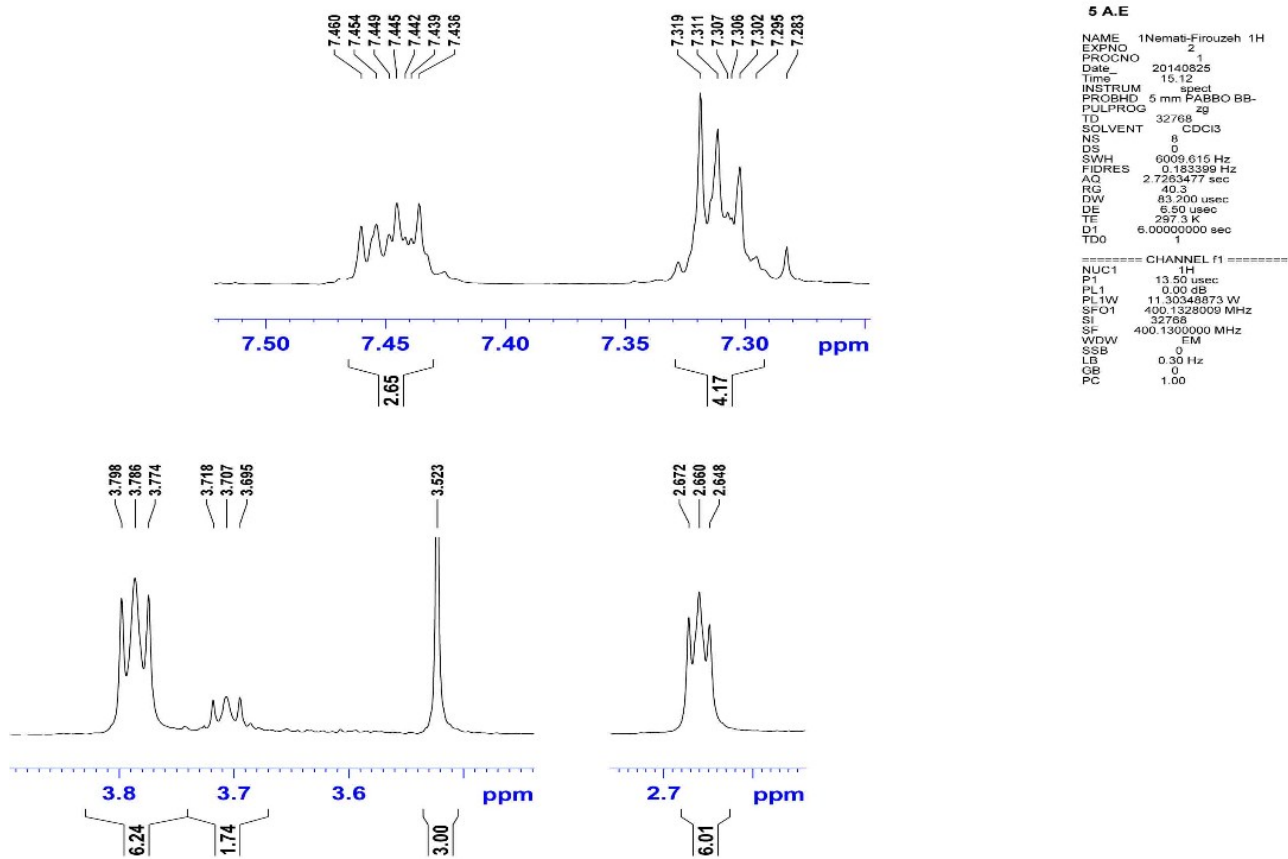 7.460
7.454
7.449
7.445
7.442
7.439
7.436
7.319
7.311
7.307
7.306
7.302
7.295
7.283
7.50 7.45 7.40 7.35 7.30 ppm
2.65
4.17
3.798
3.786
3.774
3.718
3.707
3.695
3.523
2.672
2.660
2.648
3.8 3.7 3.6 ppm
2.7 ppm
6.24
1.74
3.00
6.01
5 A.E
NAME 1Nemati-Firouzeh 1H
EXPNO 2
PROCNO 1
Date_ 20140825
Time 15.12
INSTRUM spect
PROBHD 5 mm PABBO BB-
PULPROG zg
TD 32768
SOLVENT CDCl3
NS 8
DS 0
SWH 6009.615 Hz
FIDRES 0.183399 Hz
AQ 2.7263477 sec
RG 40.3
DW 83.200 usec
DE 6.50 usec
TE 297.3 K
D1 6.00000000 sec
TD0 1
======== CHANNEL f1 ========
NUC1 1H
P1 13.50 usec
PL1 0.00 dB
PL1W 11.30348873 W
SFO1 400.1328009 MHz
SI 32768
SF 400.1300000 MHz
WDW EM
SSB 0
LB 0.30 Hz
GB 0
PC 1.00